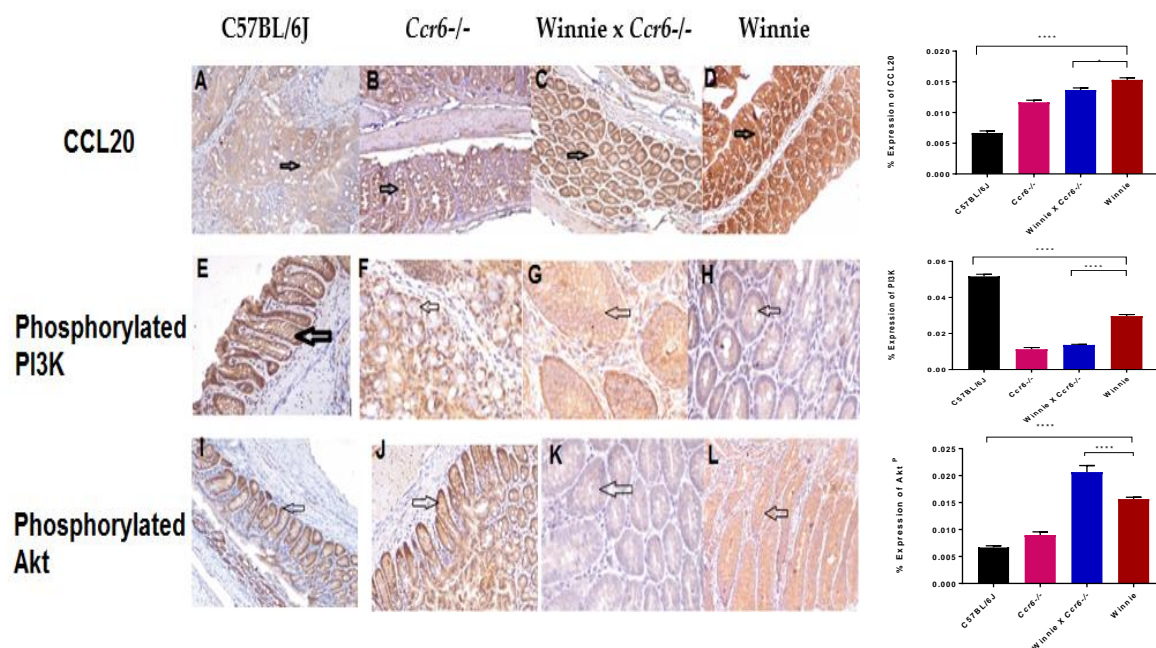 C57BL/6J Ccr6-/- Winnie x Ccr6-/- Winnie
CCL20
A B C D
Phosphorylated
PI3K
E F G H
Phosphorylated
Akt
I J K L
% Expression of CCL20
0.020
0.015
0.010
0.005
0.000
****
*
C57BL/6J Ccr6-/- Winnie X Ccr6-/- Winnie
% Expression of PI3K
0.06
0.04
0.02
0.00
****
****
C57BL/6J Ccr6-/- Winnie X Ccr6-/- Winnie
% Expression of Akt P
0.025
0.020
0.015
0.010
0.005
0.000
****
****
C57BL/6J Ccr6-/- Winnie X Ccr6-/- Winnie